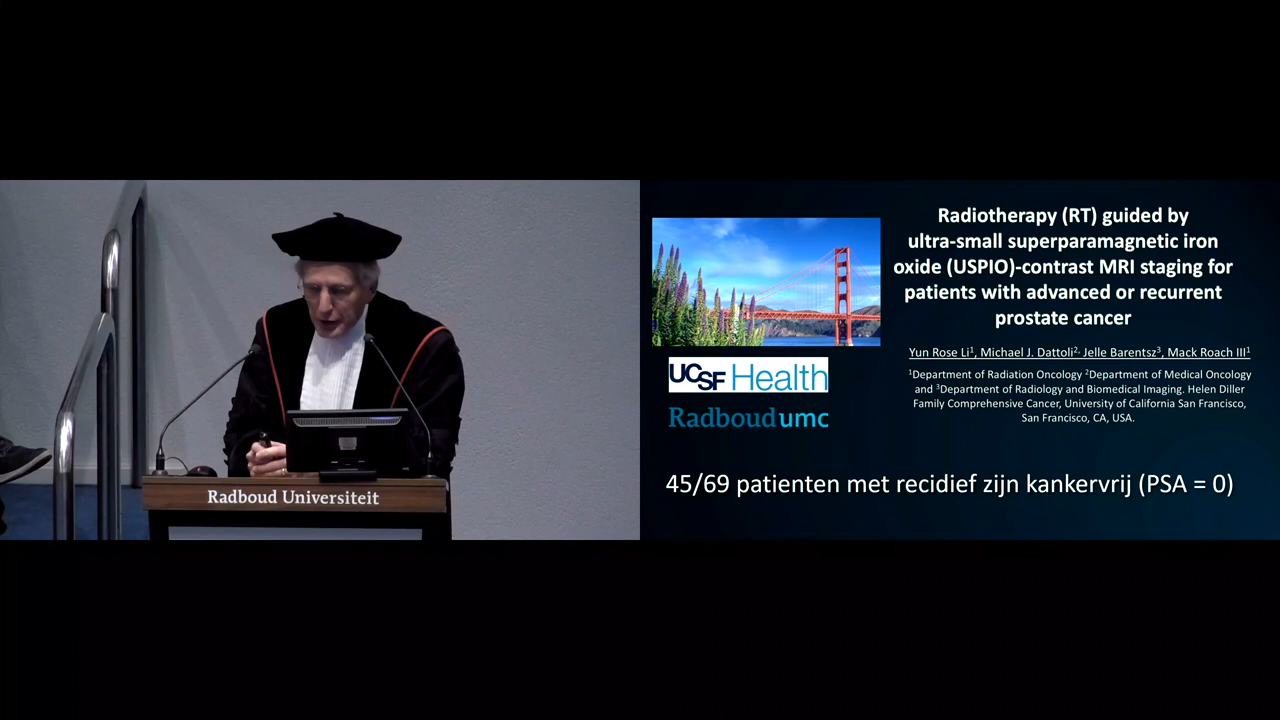 Radboud Universiteit
Radiotherapy (RT) guided by
ultra-small superparamagnetic iron
oxide (USPIO)-contrast MRI staging for
patients with advanced or recurrent
prostate cancer
Yun Rose Li¹, Michael J. Dattoli², Jelle Barentsz³, Mack Roach III¹
¹Department of Radiation Oncology ²Department of Medical Oncology
and ³Department of Radiology and Biomedical Imaging. Helen Diller
Family Comprehensive Cancer, University of California San Francisco,
San Francisco, CA, USA.
UCSF Health
Radboudumc
45/69 patienten met recidief zijn kankervrij (PSA = 0)